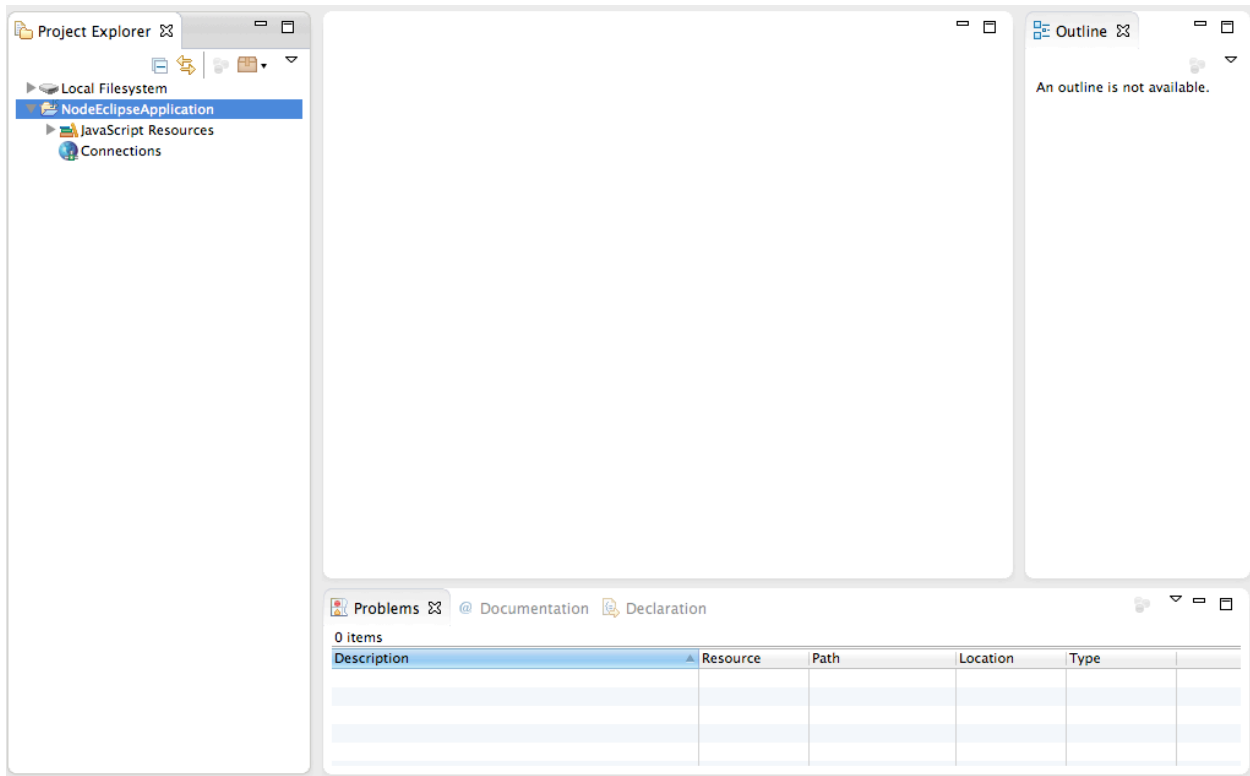 Project Explorer
Local Filesystem
NodeEclipseApplication
JavaScript Resources
Connections
Outline
An outline is not available.
Problems @ Documentation Declaration
0 items
Description Resource Path Location Type